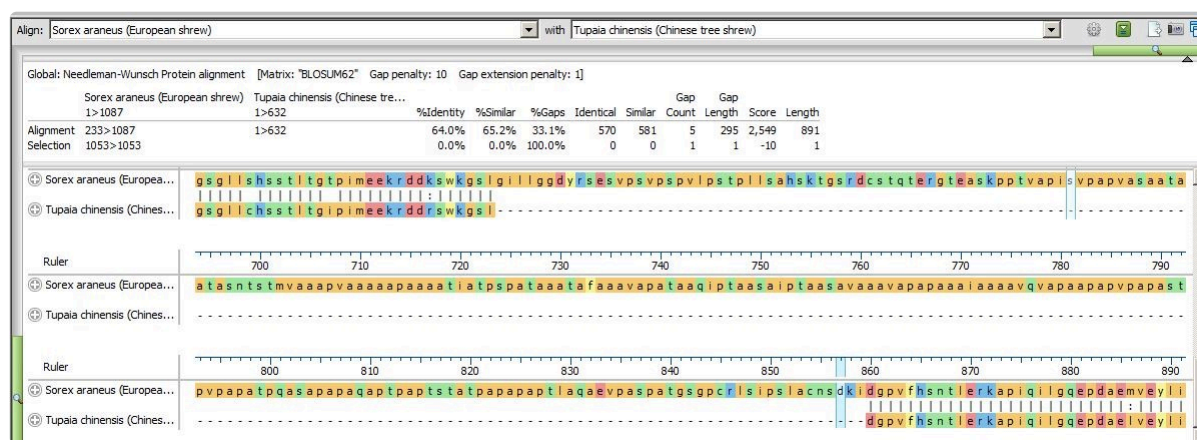 Align: Sorex araneus (European shrew) with Tupaia chinensis (Chinese tree shrew)
Global: Needleman-Wunsch Protein alignment [Matrix: "BLOSUM62" Gap penalty: 10 Gap extension penalty: 1]
Sorex araneus (European shrew) Tupaia chinensis (Chinese tre... Gap Gap
1>1087 1>632 %Identity %Similar %Gaps Identical Similar Count Length Score Length
Alignment 233>1087 1>632 64.0% 65.2% 33.1% 570 581 5 295 2,549 891
Selection 1053>1053 0.0% 0.0% 100.0% 0 0 1 1 -10 1
Sorex araneus (Europea... gsgllshsstltgtpimeekrddkswkgslgillggdyrsesvpsvpspvlpstpllsahsktgsrdcstqtergteaskpptvapisvpapvasaata
Tupaia chinensis (Chines... gsgllchsstltgipimeekrddrswkgsl----------------------------------------------------------------------
Ruler 700 710 720 730 740 750 760 770 780 790
Sorex araneus (Europea... atasntstmvaaapvaaaaapaaaatiatpspataaatafaaavapataaqiptaasaiptaasavaaavapapaaaiaaaavqvapaapapvpapast
Tupaia chinensis (Chines... ---------------------------------------------------------------------------------------------------
Ruler 800 810 820 830 840 850 860 870 880 890
Sorex araneus (Europea... pvpapatpqasapapaqaptpaptstatpapapaptlaqaevpaspatgsgpcrlsipslacnsdkidgpvfhsntlerkapiqilgqepdaemveyli
Tupaia chinensis (Chines... -------------------------------------------------------------------dgpvfhsntlerkapiqilgqepdaelveyli